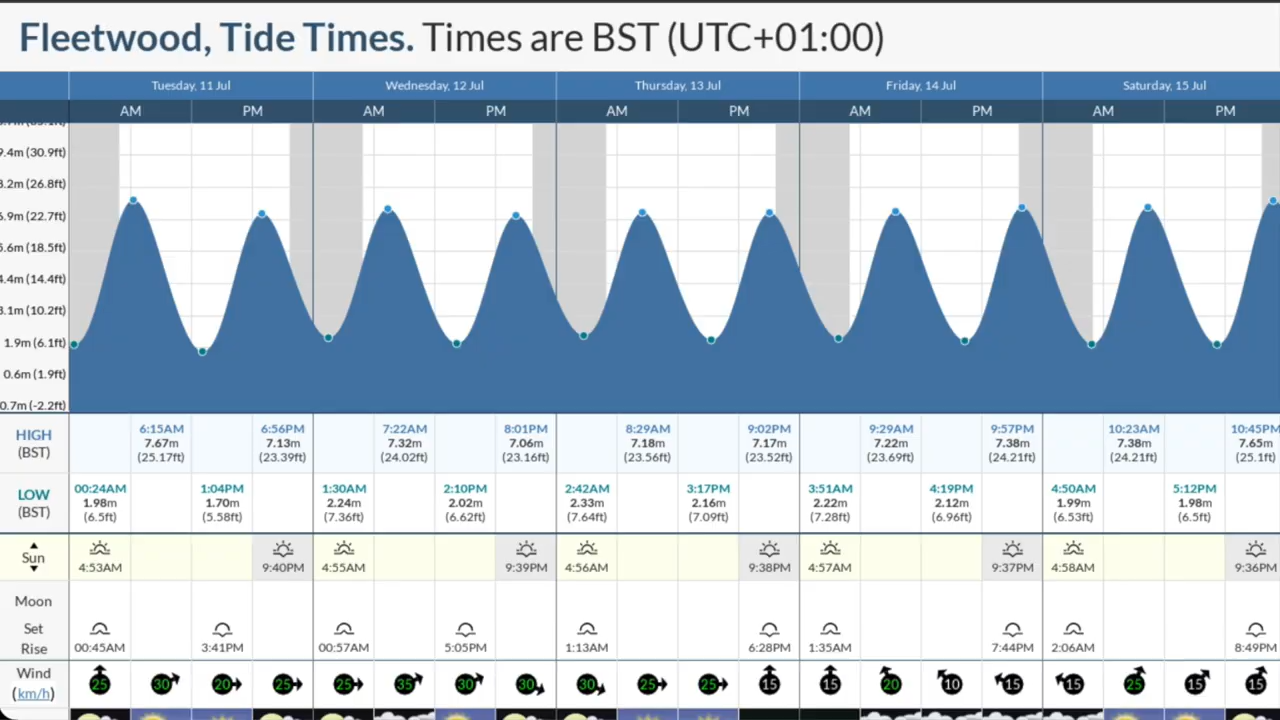 Fleetwood, Tide Times. Times are BST (UTC+01:00)
Tuesday, 11 Jul Wednesday, 12 Jul Thursday, 13 Jul Friday, 14 Jul Saturday, 15 Jul
AM PM AM PM AM PM AM PM AM PM
9.4m (30.9ft)
8.2m (26.8ft)
6.9m (22.7ft)
5.6m (18.5ft)
4.4m (14.4ft)
3.1m (10.2ft)
1.9m (6.1ft)
0.6m (1.9ft)
0.7m (-2.2ft)
HIGH
(BST)
6:15AM 6:56PM 7:22AM 8:01PM 8:29AM 9:02PM 9:29AM 9:57PM 10:23AM 10:45PM
7.67m 7.13m 7.32m 7.06m 7.18m 7.17m 7.22m 7.38m 7.38m 7.65m
(25.17ft) (23.39ft) (24.02ft) (23.16ft) (23.56ft) (23.52ft) (23.69ft) (24.21ft) (24.21ft) (25.1ft)
LOW
(BST)
00:24AM 1:04PM 1:30AM 2:10PM 2:42AM 3:17PM 3:51AM 4:19PM 4:50AM 5:12PM
1.98m 1.70m 2.24m 2.02m 2.33m 2.16m 2.22m 2.12m 1.99m 1.98m
(6.5ft) (5.58ft) (7.36ft) (6.62ft) (7.64ft) (7.09ft) (7.28ft) (6.96ft) (6.53ft) (6.5ft)
Sun
4:53AM 9:40PM 4:55AM 9:39PM 4:56AM 9:38PM 4:57AM 9:37PM 4:58AM 9:36PM
Moon
Set
Rise
00:45AM 3:41PM 00:57AM 5:05PM 1:13AM 6:28PM 1:35AM 7:44PM 2:06AM 8:49PM
Wind
(km/h)
25 30 20 25 25 35 30 30 30 25 25 15 15 20 10 15 15 25 15 15